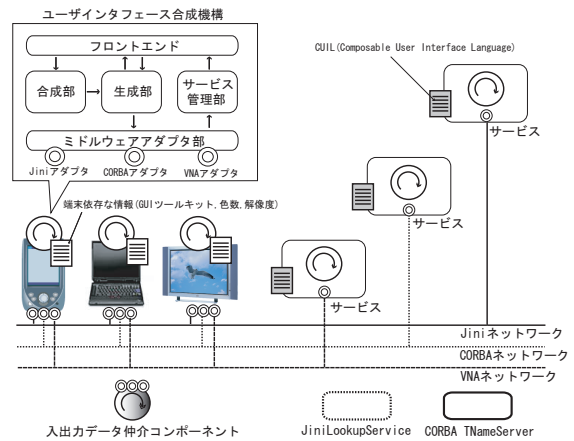 ユーザインタフェース合成機構
フロントエンド
合成部
生成部
サービス
管理部
ミドルウェアアダプタ部
Jiniアダプタ
CORBAアダプタ
VNAアダプタ
CUIL(Composable User Interface Language)
サービス
サービス
サービス
端末依存な情報(GUIツールキット,色数,解像度)
Jiniネットワーク
CORBAネットワーク
VNAネットワーク
入出力データ仲介コンポーネント
JiniLookupService
CORBA TNameServer